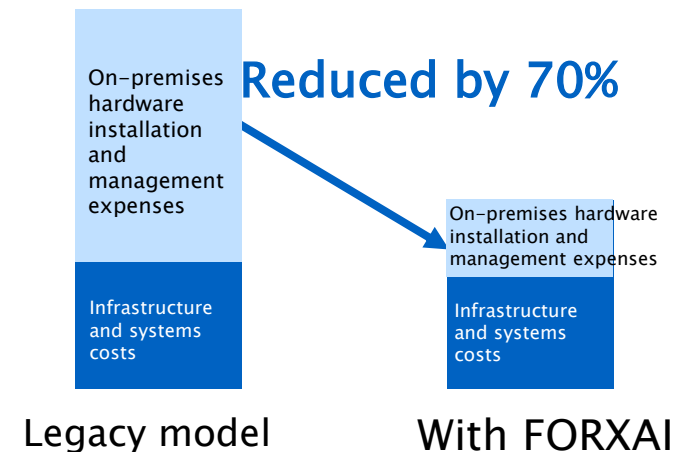 Reduced by 70%
On-premises
hardware
installation
and
management
expenses
Infrastructure
and systems
costs
Legacy model
On-premises hardware
installation and
management expenses
Infrastructure
and systems
costs
With FORXAI